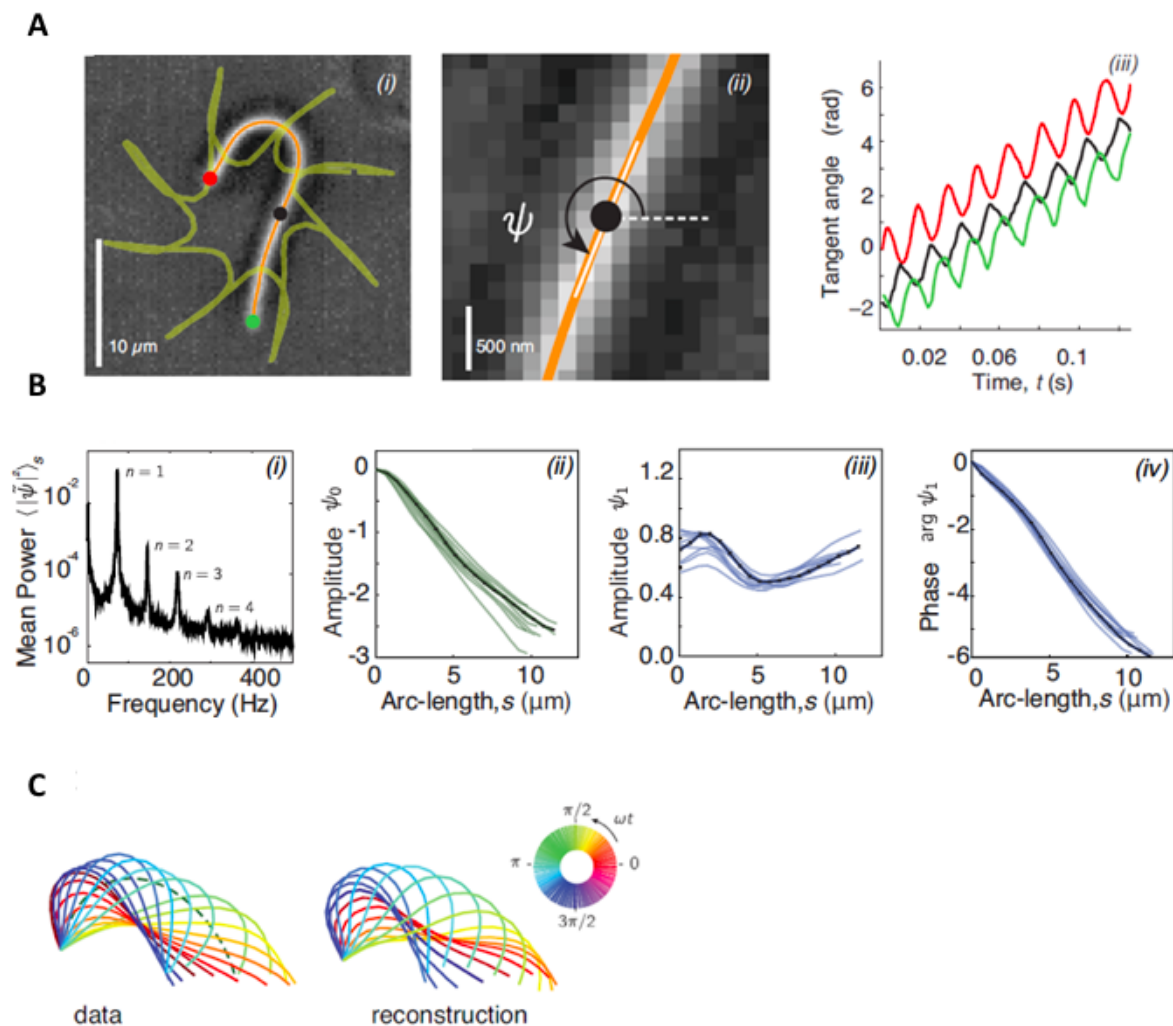 A
(i)
10 µm
(ii)
ψ
500 nm
(iii)
Tangent angle (rad)
6
4
2
0
−2
0.02 0.06 0.1
Time, t (s)
B
(i)
Mean Power ⟨|ψ̃|²⟩s
10⁻²
10⁻⁴
10⁻⁶
n = 1
n = 2
n = 3
n = 4
0 200 400
Frequency (Hz)
(ii)
Amplitude ψ₀
0
-1
-2
-3
0 5 10
Arc-length, s (µm)
(iii)
Amplitude ψ₁
1.2
0.8
0.4
0.0
0 5 10
Arc-length, s (µm)
(iv)
Phase arg ψ₁
0
-2
-4
-6
0 5 10
Arc-length, s (µm)
C
π/2
ωt
π
0
3π/2
data
reconstruction